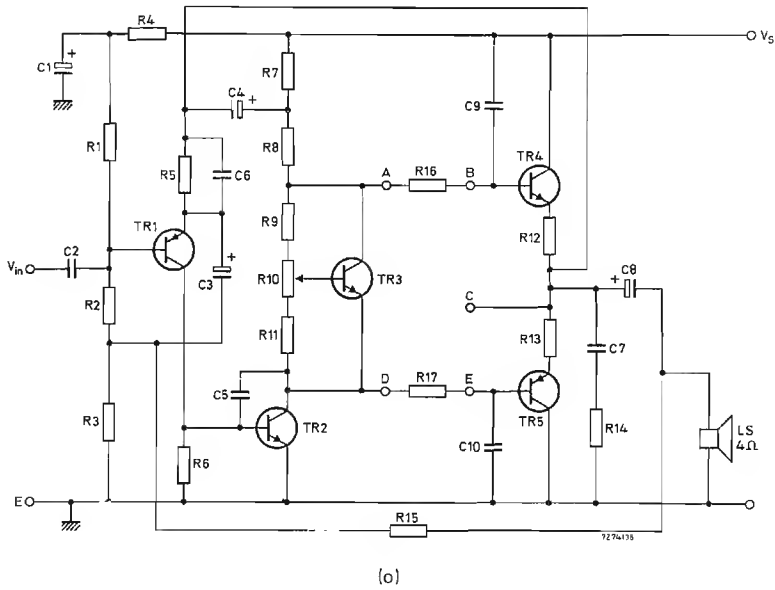 R4
Vs
C1
+
R7
C4
+
C9
R1
R8
R5
C6
A
R16
B
TR4
R9
TR1
R12
C2
Vin
C3
+
R10
TR3
C8
+
R2
C
R11
R13
C7
D
R17
E
C5
TR5
R3
TR2
C10
R14
LS
4Ω
R6
E
R15
7Z74138
(a)